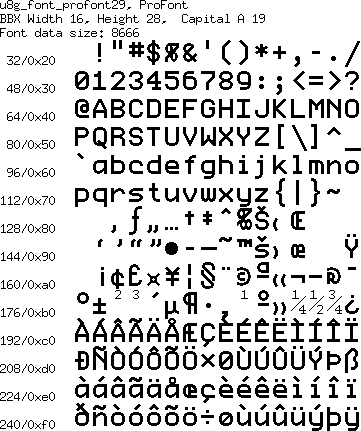 u8g_font_profont29, ProFont
BBX Width 16, Height 28, Capital A 19
Font data size: 8666
32/0x20 !"#$%&'()*+,-./
48/0x30 0123456789:;<=>?
64/0x40 @ABCDEFGHIJKLMNO
80/0x50 PQRSTUVWXYZ[\]^_
96/0x60 `abcdefghijklmno
112/0x70 pqrstuvwxyz{|}~
128/0x80 ‚ƒ„…†‡ˆ‰Š‹Œ
144/0x90 ‘’“”•–—˜™š›œ Ÿ
160/0xa0 ¡¢£¤¥¦§¨©ª«¬-®¯
176/0xb0 °±²³´µ¶·¸¹º»¼½¾¿
192/0xc0 ÀÁÂÃÄÅÆÇÈÉÊËÌÍÎÏ
208/0xd0 ÐÑÒÓÔÕÖ×ØÙÚÛÜÝÞß
224/0xe0 àáâãäåæçèéêëìíîï
240/0xf0 ðñòóôõö÷øùúûüýþÿ